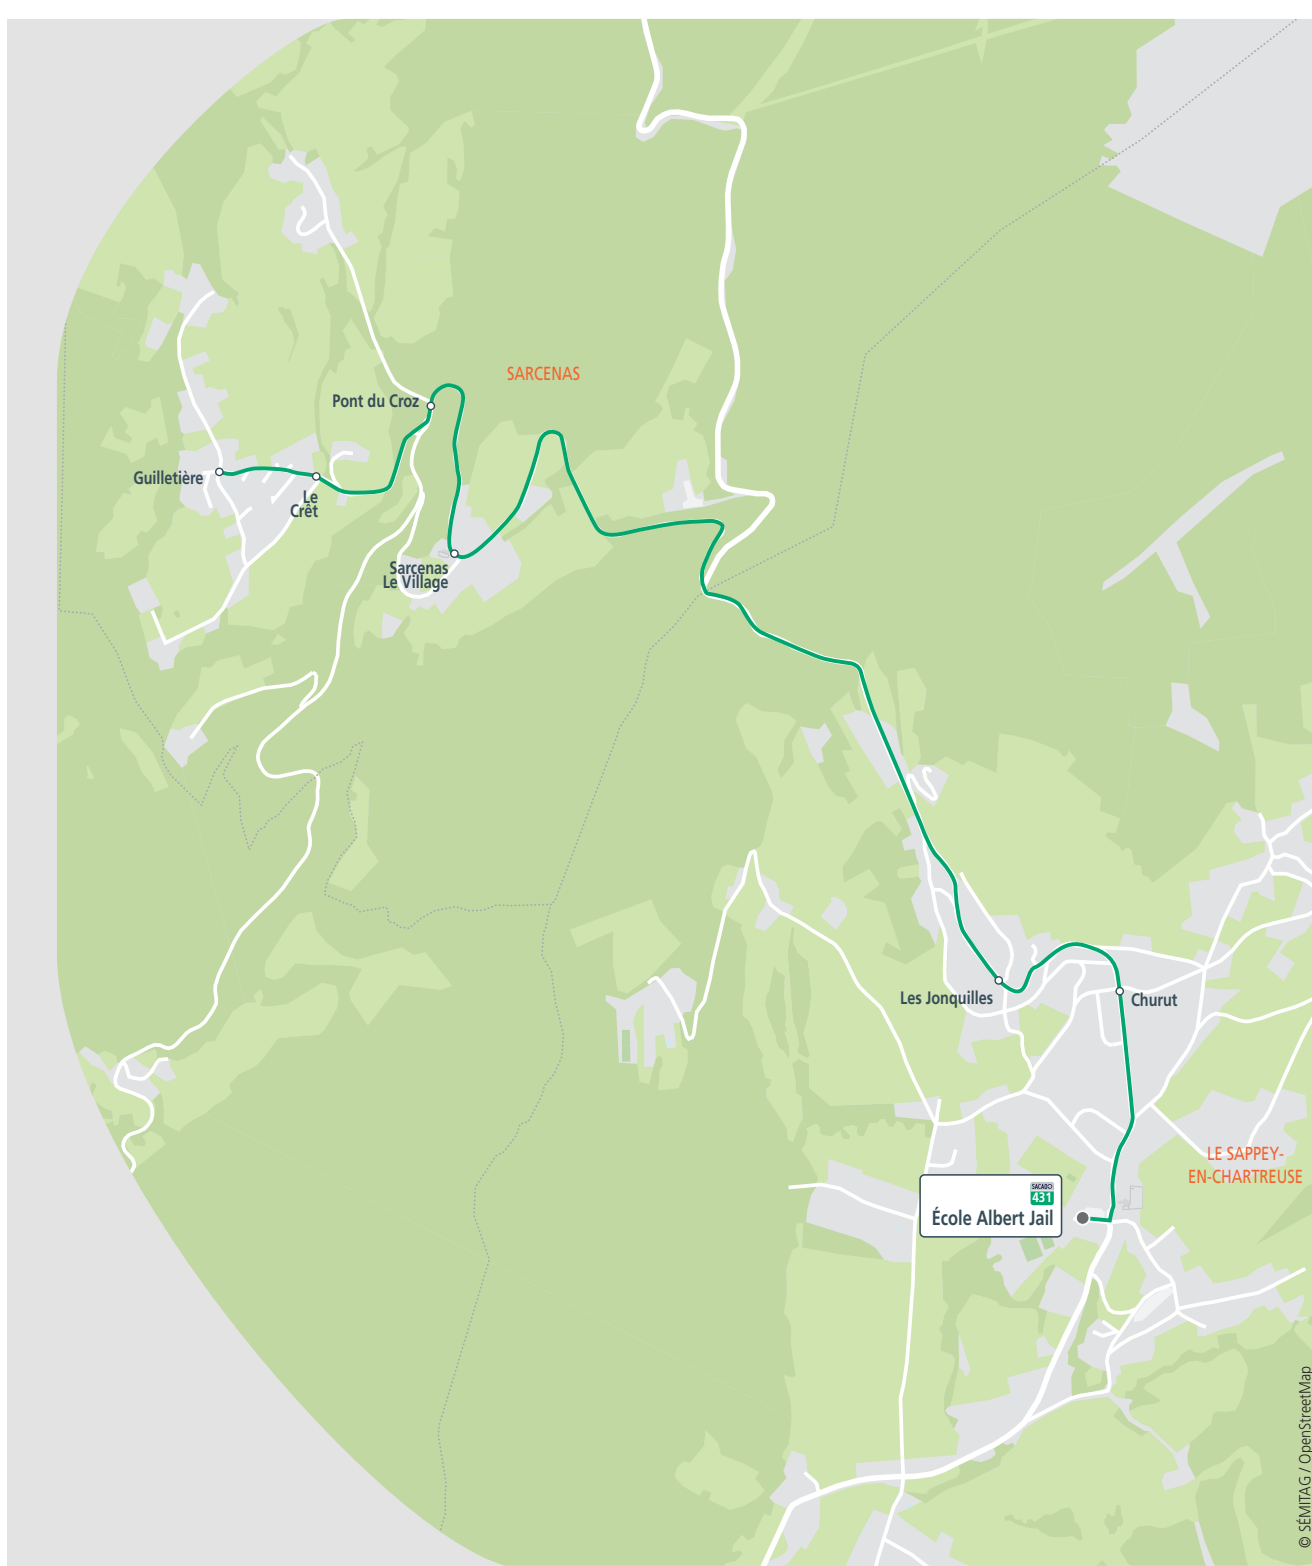 SARCENAS
Pont du Croz
Guilletière
Le
Crêt
Sarcenas
Le Village
Les Jonquilles
Churut
LE SAPPEY-
EN-CHARTREUSE
SACADO
431
École Albert Jail
© SÉMITAG / OpenStreetMap